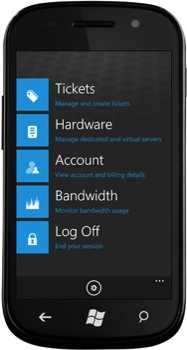 Tickets
Manage and create tickets
Hardware
Manage dedicated and virtual servers
Account
View account and billing details
Bandwidth
Monitor bandwidth usage
Log Off
End your session